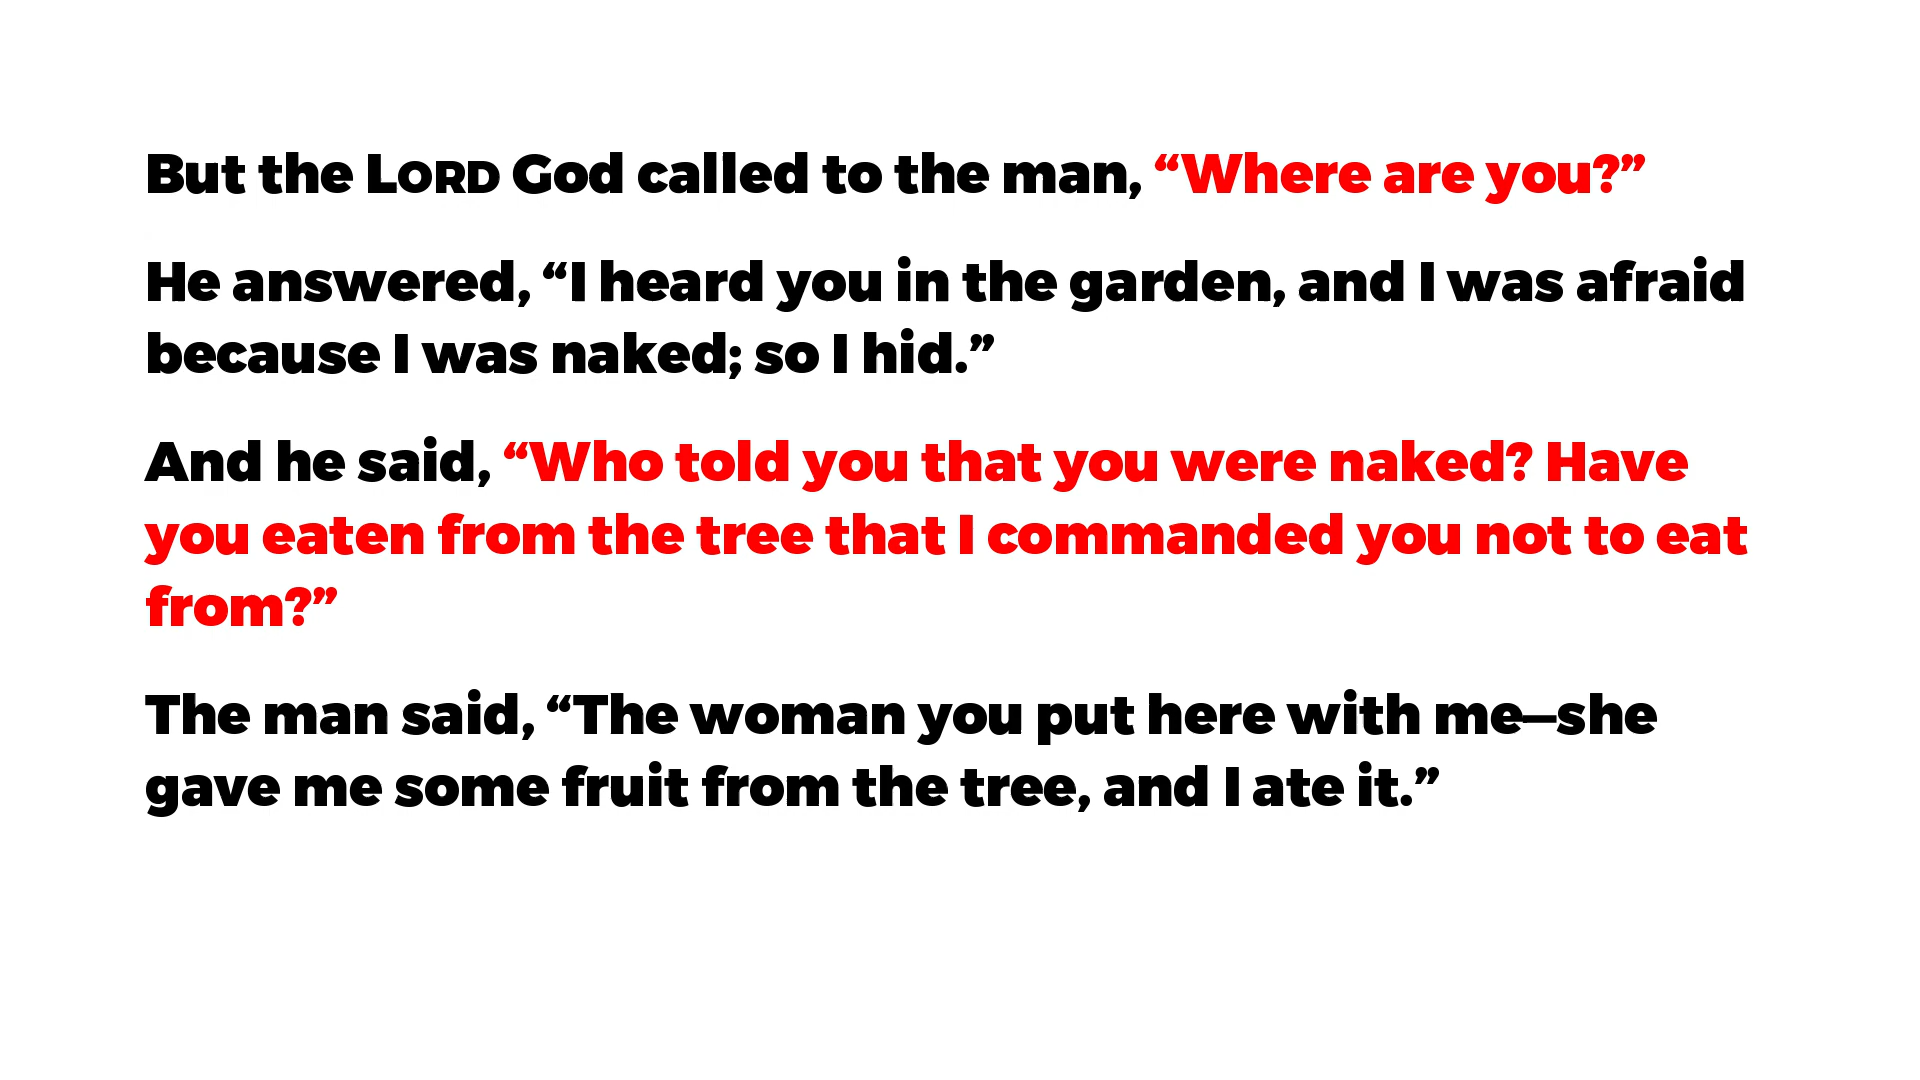 But the LORD God called to the man, “Where are you?”
He answered, “I heard you in the garden, and I was afraid
because I was naked; so I hid.”
And he said, “Who told you that you were naked? Have
you eaten from the tree that I commanded you not to eat
from?”
The man said, “The woman you put here with me—she
gave me some fruit from the tree, and I ate it.”